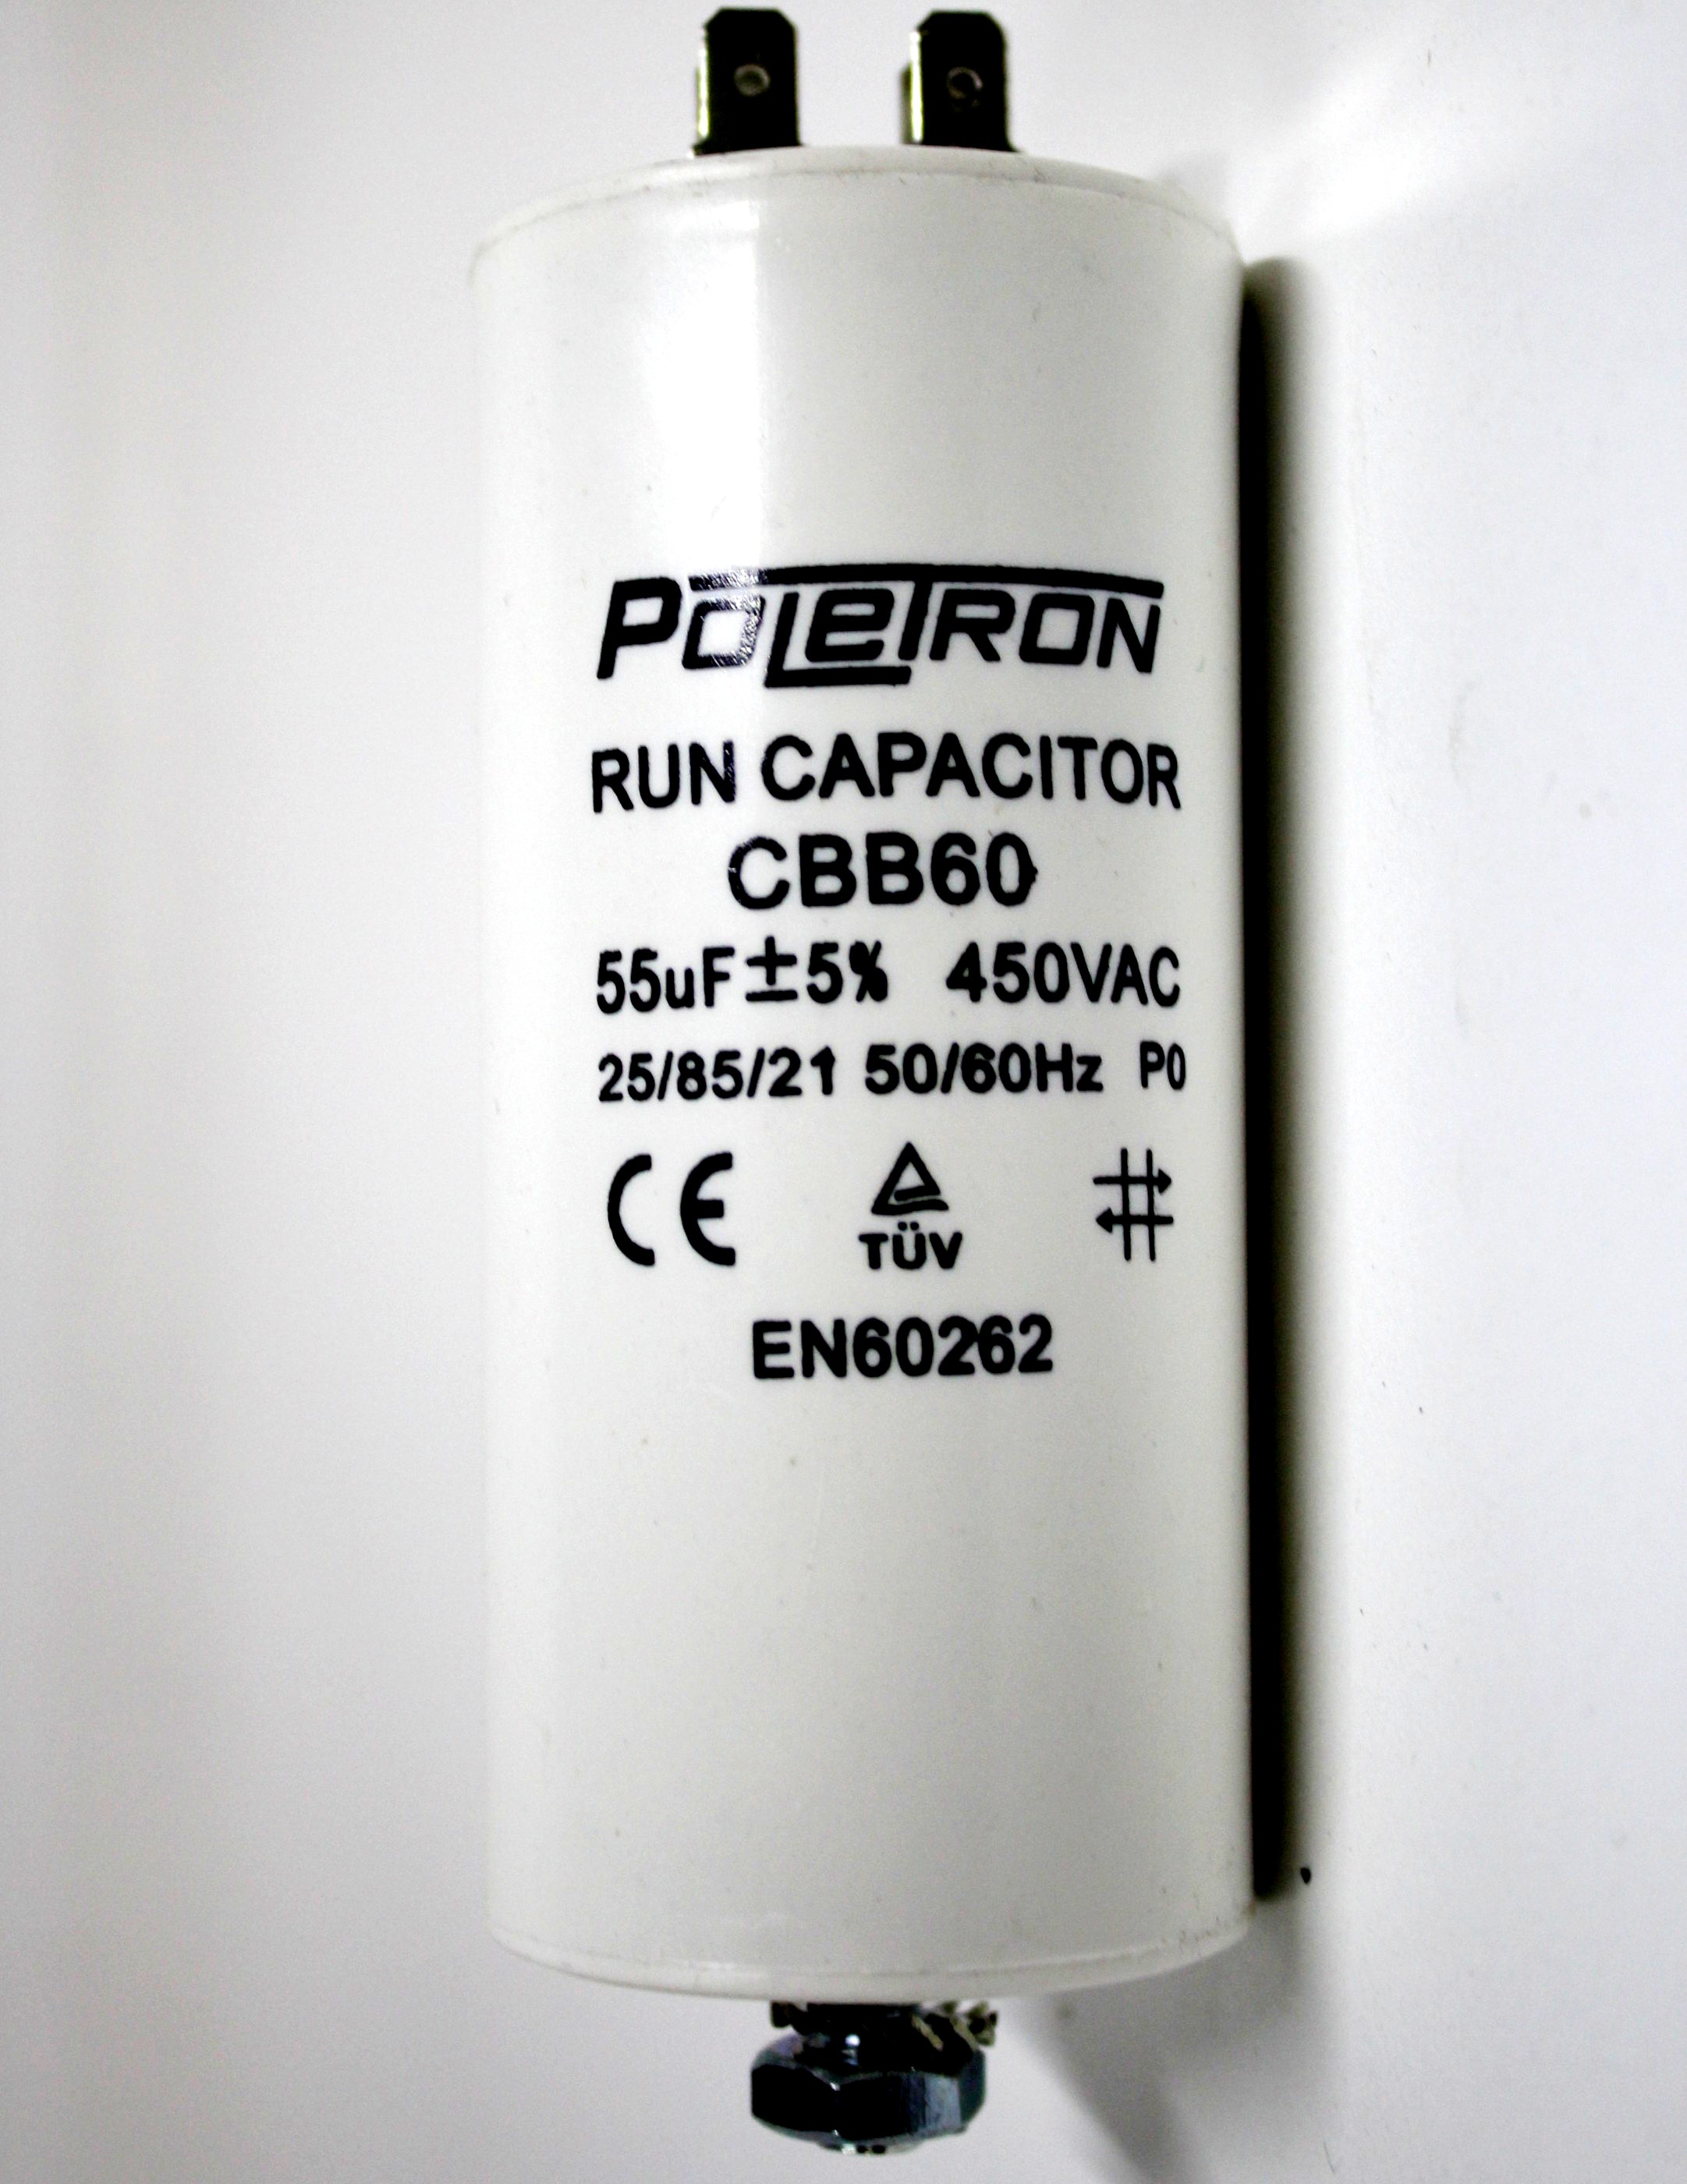 POLETRON
RUN CAPACITOR
CBB60
55uF±5% 450VAC
25/85/21 50/60Hz P0
CE TÜV
EN60262